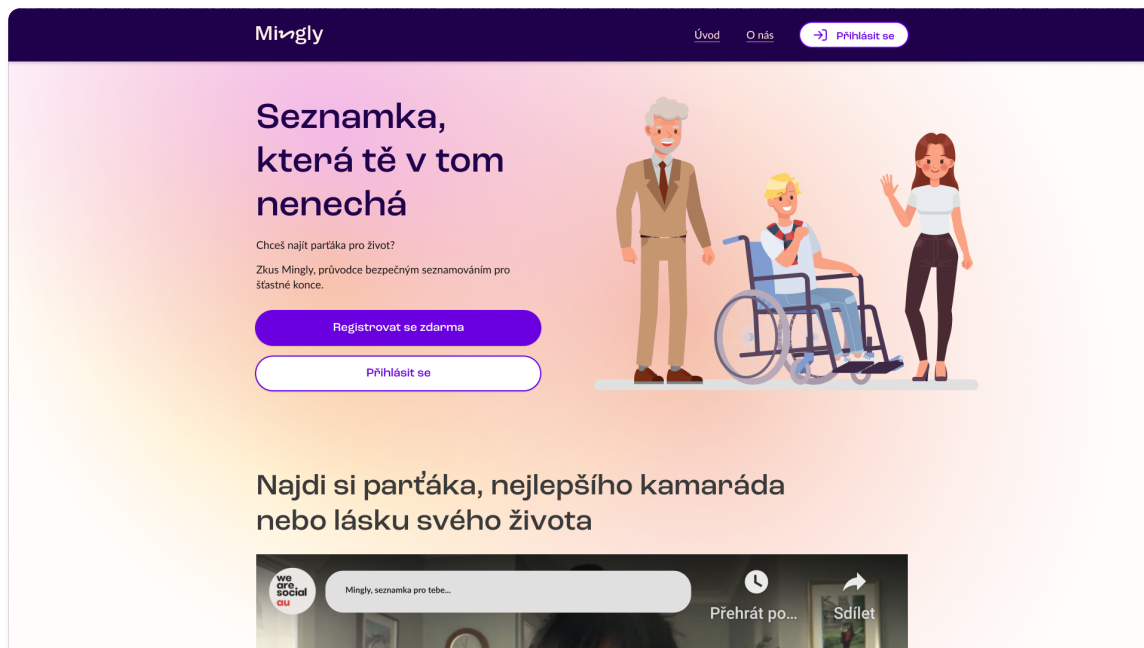 Mingly
Úvod
O nás
Přihlásit se
Seznamka,
která tě v tom
nenechá
Chceš najít parťáka pro život?
Zkus Mingly, průvodce bezpečným seznamováním pro
šťastné konce.
Registrovat se zdarma
Přihlásit se
Najdi si parťáka, nejlepšího kamaráda
nebo lásku svého života
we
are.
social
au
Mingly, seznamka pro tebe...
Přehrát po...
Sdílet